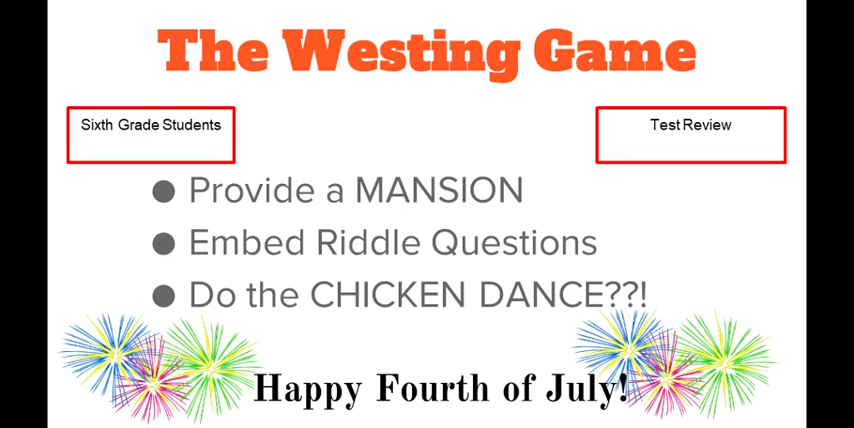 The Westing Game
Sixth Grade Students
Test Review
● Provide a MANSION
● Embed Riddle Questions
● Do the CHICKEN DANCE??!
Happy Fourth of July!